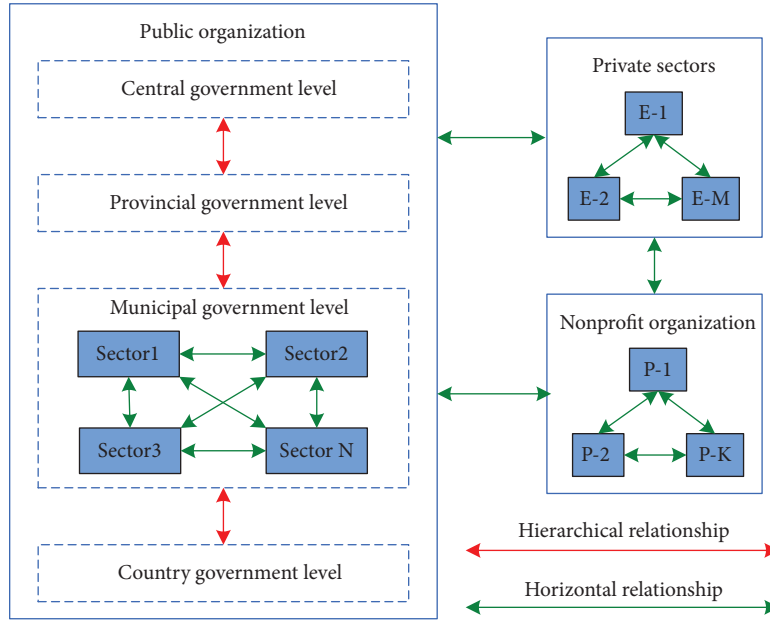 Public organization
Central government level
Provincial government level
Municipal government level
Sector1
Sector2
Sector3
Sector N
Country government level
Private sectors
E-1
E-2
E-M
Nonprofit organization
P-1
P-2
P-K
Hierarchical relationship
Horizontal relationship